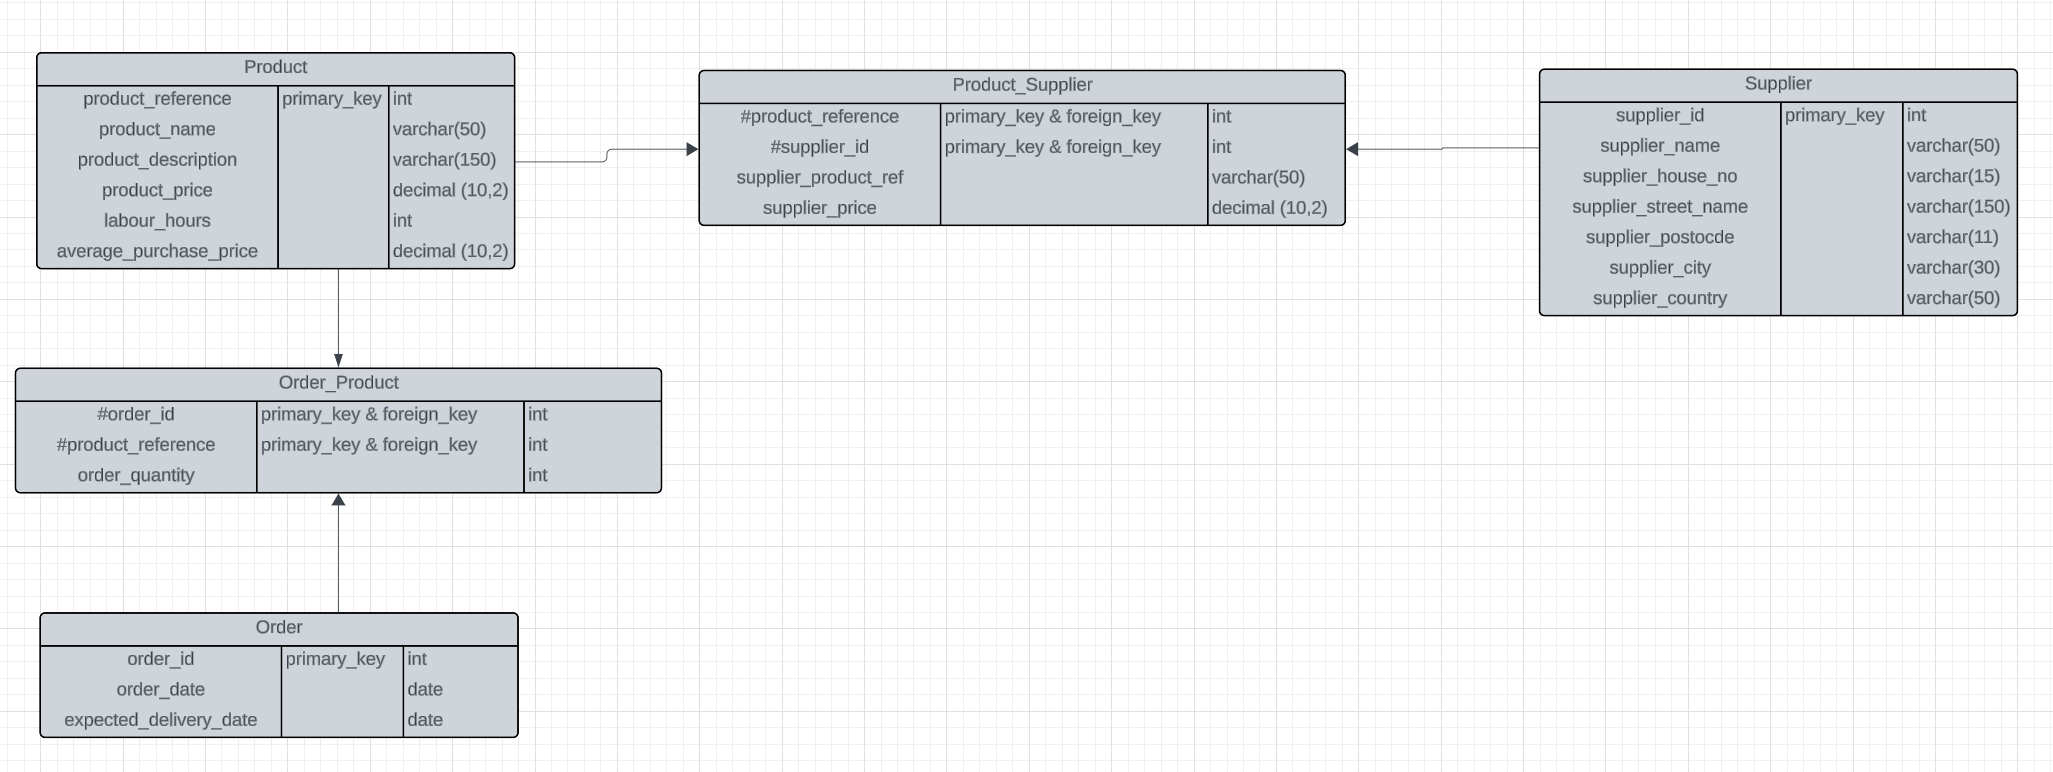 Product
product_reference primary_key int
product_name varchar(50)
product_description varchar(150)
product_price decimal (10,2)
labour_hours int
average_purchase_price decimal (10,2)
Product_Supplier
#product_reference primary_key & foreign_key int
#supplier_id primary_key & foreign_key int
supplier_product_ref varchar(50)
supplier_price decimal (10,2)
Supplier
supplier_id primary_key int
supplier_name varchar(50)
supplier_house_no varchar(15)
supplier_street_name varchar(150)
supplier_postocde varchar(11)
supplier_city varchar(30)
supplier_country varchar(50)
Order_Product
#order_id primary_key & foreign_key int
#product_reference primary_key & foreign_key int
order_quantity int
Order
order_id primary_key int
order_date date
expected_delivery_date date